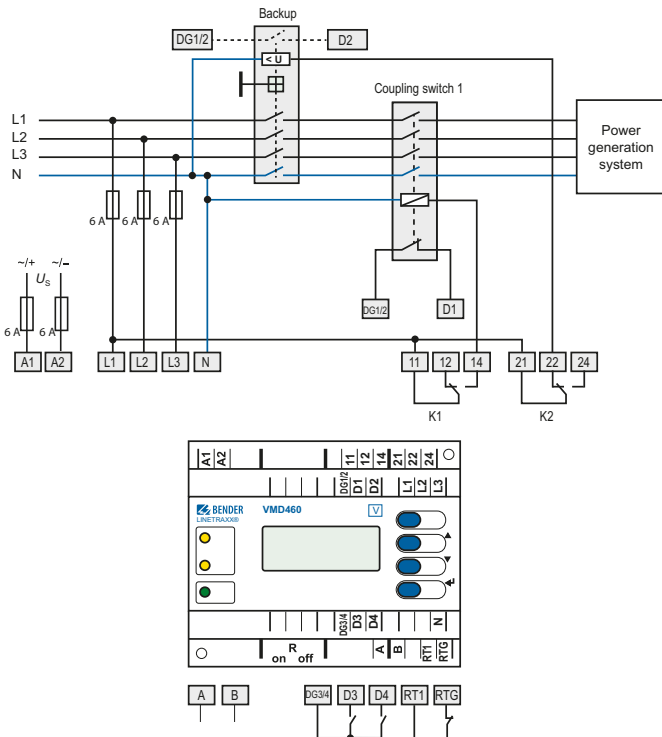 Backup
DG1/2 D2
< U
Coupling switch 1
L1
L2
L3
N
Power
generation
system
6 A 6 A 6 A
~/+ ~/–
Us
6 A 6 A
DG1/2 D1
A1 A2 L1 L2 L3 N 11 12 14 21 22 24
K1 K2
A1 A2 11 12 14 21 22 24
DG1/2 D1 D2 L1 L2 L3
BENDER VMD460 V
LINETRAXX®
DG3/4 D3 D4 N
R
on off A B RT1 RTG
A B DG3/4 D3 D4 RT1 RTG